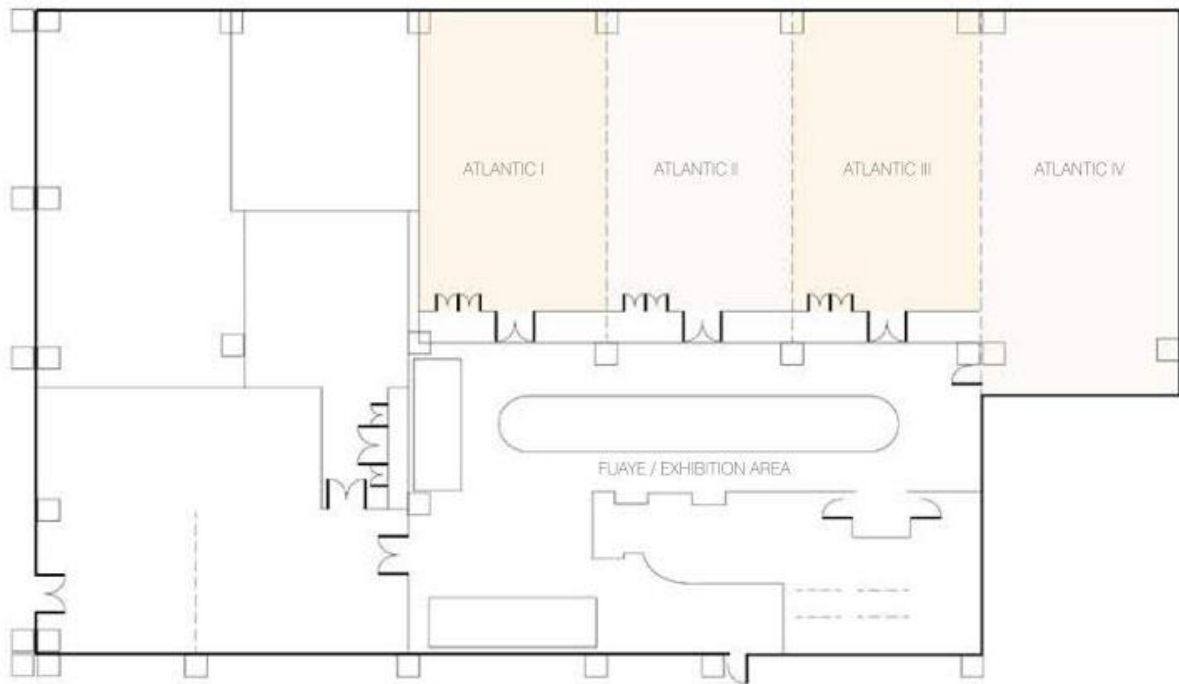 ATLANTIC I
ATLANTIC II
ATLANTIC III
ATLANTIC IV
FUAYE / EXHIBITION AREA